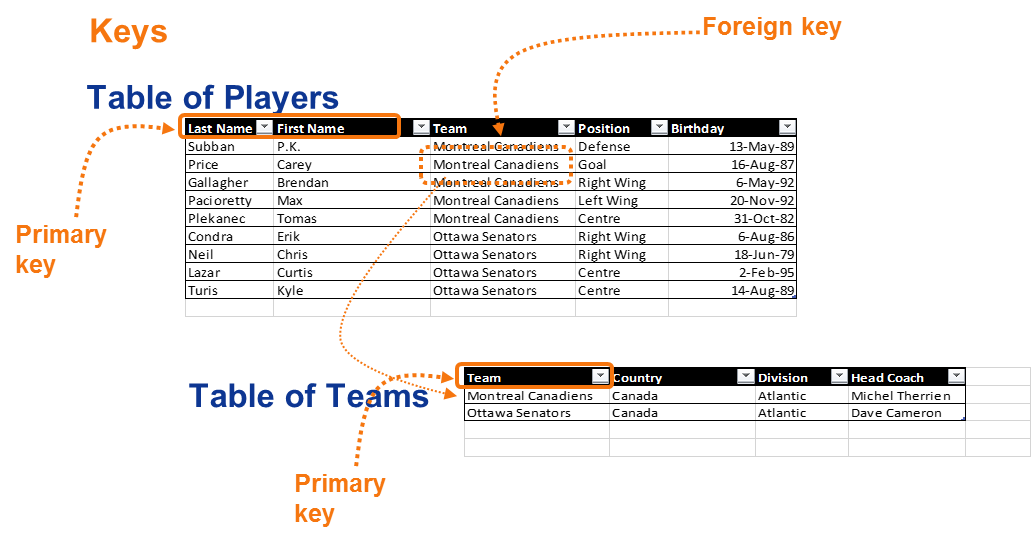 Keys
Foreign key
Table of Players
Last Name First Name Team Position Birthday
Subban P.K. Montreal Canadiens Defense 13-May-89
Price Carey Montreal Canadiens Goal 16-Aug-87
Gallagher Brendan Montreal Canadiens Right Wing 6-May-92
Pacioretty Max Montreal Canadiens Left Wing 20-Nov-92
Plekanec Tomas Montreal Canadiens Centre 31-Oct-82
Condra Erik Ottawa Senators Right Wing 6-Aug-86
Neil Chris Ottawa Senators Right Wing 18-Jun-79
Lazar Curtis Ottawa Senators Centre 2-Feb-95
Turis Kyle Ottawa Senators Centre 14-Aug-89
Primary
key
Table of Teams
Team Country Division Head Coach
Montreal Canadiens Canada Atlantic Michel Therrien
Ottawa Senators Canada Atlantic Dave Cameron
Primary
key